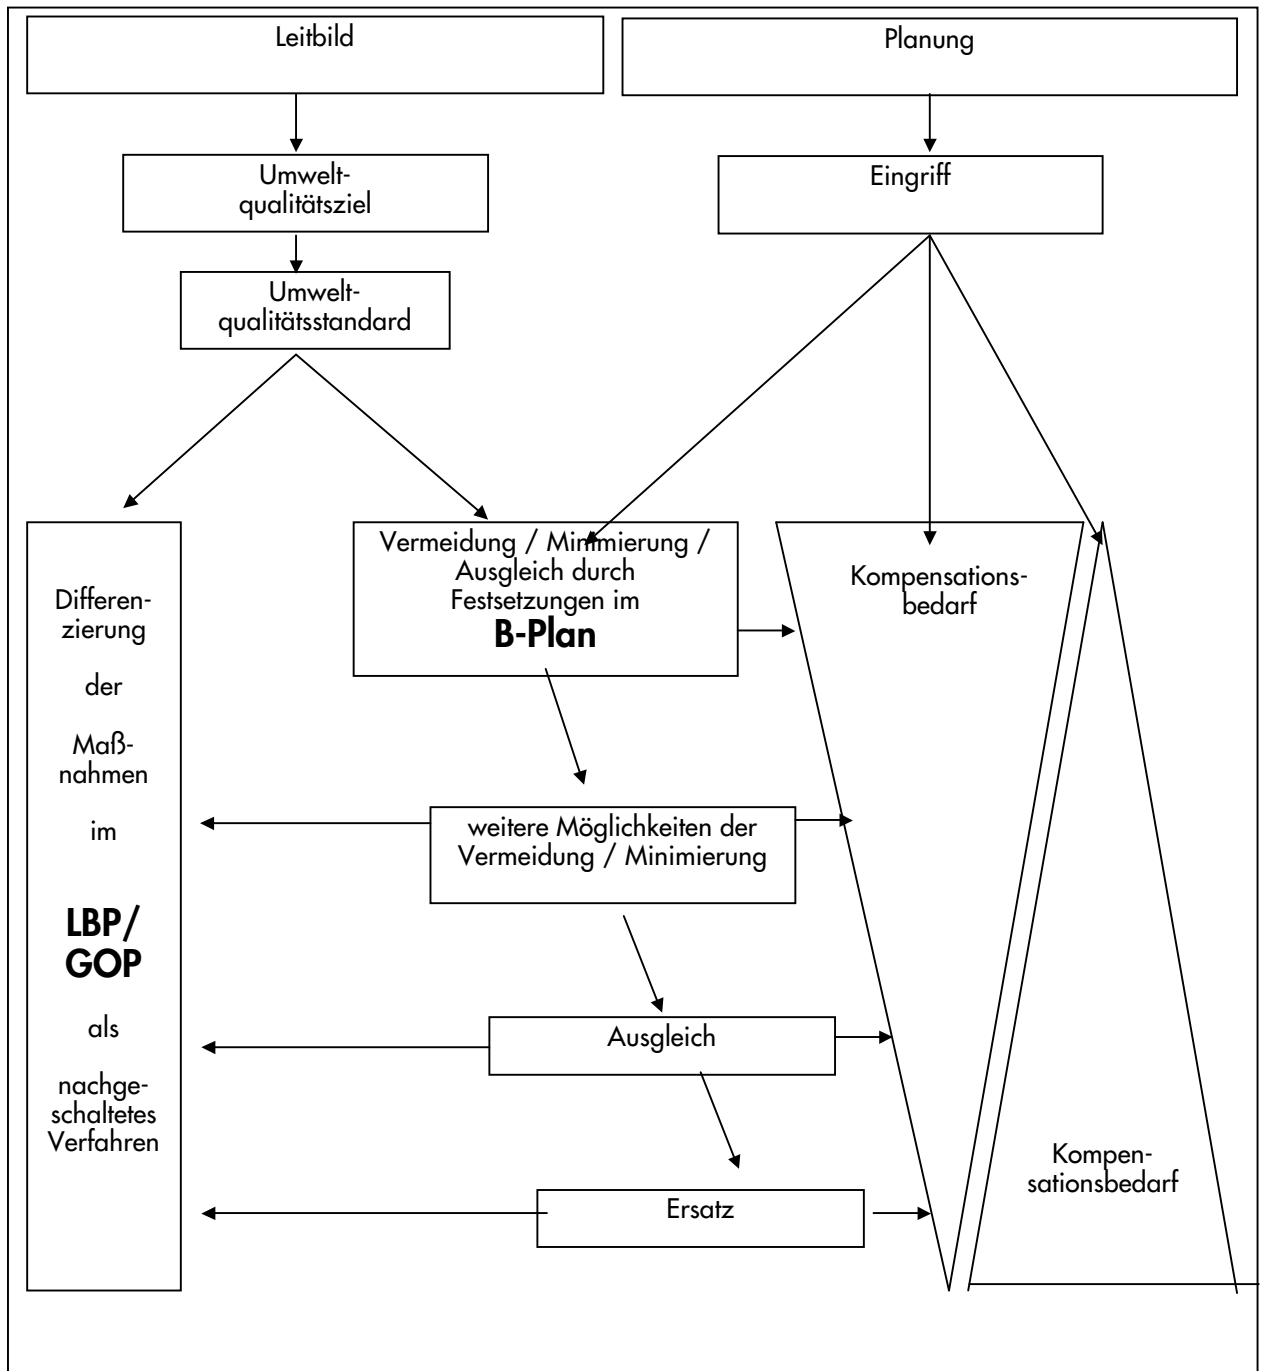 Leitbild
Planung
Umwelt-
qualitätsziel
Eingriff
Umwelt-
qualitätsstandard
Differen-
zierung
der
Maß-
nahmen
im
LBP/
GOP
als
nachge-
schaltetes
Verfahren
Vermeidung / Minimierung /
Ausgleich durch
Festsetzungen im
B-Plan
Kompensations-
bedarf
weitere Möglichkeiten der
Vermeidung / Minimierung
Ausgleich
Ersatz
Kompen-
sationsbedarf